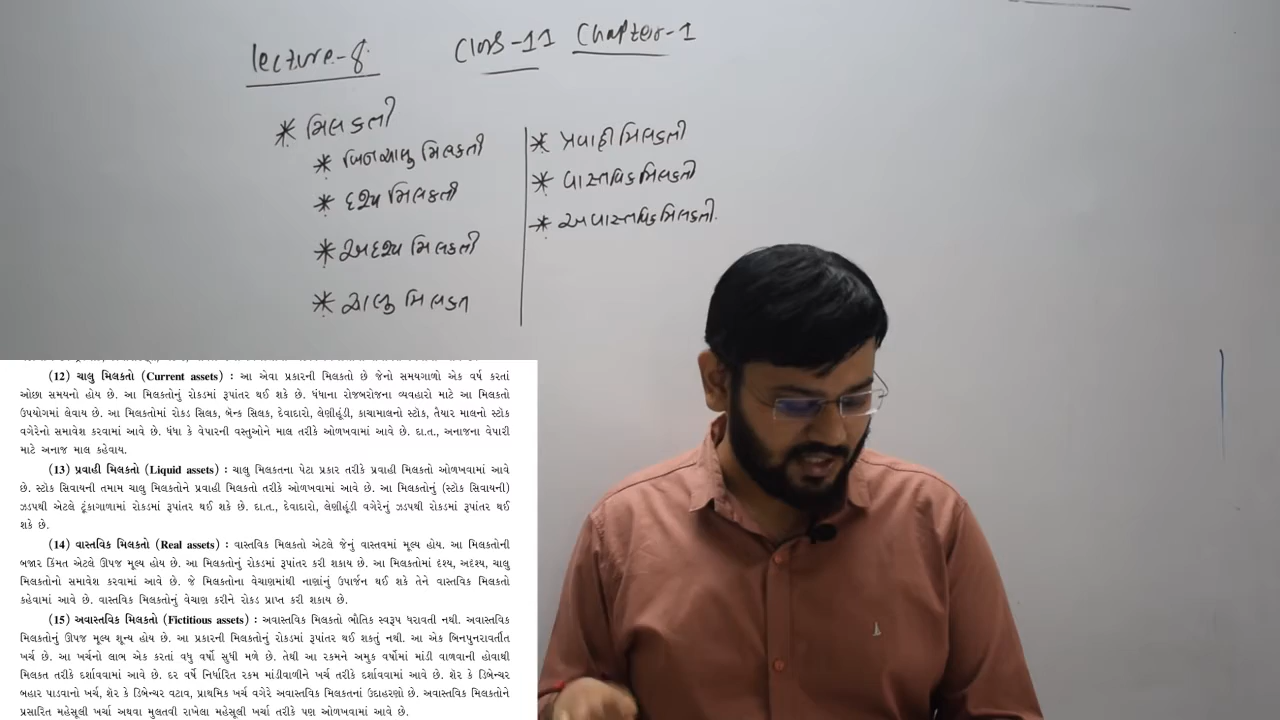 lecture-8
Class-11 Chapter-1
* મિલકતો
* બિનચાલુ મિલકતો
* દૃશ્ય મિલકતો
* અદૃશ્ય મિલકતો
* ચાલુ મિલકત
* પ્રવાહી મિલકતો
* વાસ્તવિક મિલકતો
* અવાસ્તવિક મિલકતો.
(12) ચાલુ મિલકતો (Current assets) : આ એવા પ્રકારની મિલકતો છે જેનો સમયગાળો એક વર્ષ કરતાં
ઓછા સમયનો હોય છે. આ મિલકતોનું રોકડમાં રૂપાંતર થઈ શકે છે. ધંધાના રોજબરોજના વ્યવહારો માટે આ મિલકતો
ઉપયોગમાં લેવાય છે. આ મિલકતોમાં રોકડ સિલક, બૅન્ક સિલક, દેવાદારો, લેણીહૂંડી, કાચામાલનો સ્ટોક, તૈયાર માલનો સ્ટોક
વગેરેનો સમાવેશ કરવામાં આવે છે. ધંધા કે વેપારની વસ્તુઓને માલ તરીકે ઓળખવામાં આવે છે. દા.ત., અનાજના વેપારી
માટે અનાજ માલ કહેવાય.
(13) પ્રવાહી મિલકતો (Liquid assets) : ચાલુ મિલકતના પેટા પ્રકાર તરીકે પ્રવાહી મિલકતો ઓળખવામાં આવે
છે. સ્ટોક સિવાયની તમામ ચાલુ મિલકતોને પ્રવાહી મિલકતો તરીકે ઓળખવામાં આવે છે. આ મિલકતોનું (સ્ટોક સિવાયની)
ઝડપથી એટલે ટૂંકાગાળામાં રોકડમાં રૂપાંતર થઈ શકે છે. દા.ત., દેવાદારો, લેણીહૂંડી વગેરેનું ઝડપથી રોકડમાં રૂપાંતર થઈ
શકે છે.
(14) વાસ્તવિક મિલકતો (Real assets) : વાસ્તવિક મિલકતો એટલે જેનું વાસ્તવમાં મૂલ્ય હોય. આ મિલકતોની
બજાર કિંમત એટલે ઊપજ મૂલ્ય હોય છે. આ મિલકતોનું રોકડમાં રૂપાંતર કરી શકાય છે. આ મિલકતોમાં દૃશ્ય, અદૃશ્ય, ચાલુ
મિલકતોનો સમાવેશ કરવામાં આવે છે. જે મિલકતોના વેચાણમાંથી નાણાંનું ઉપાર્જન થઈ શકે તેને વાસ્તવિક મિલકતો
કહેવામાં આવે છે. વાસ્તવિક મિલકતોનું વેચાણ કરીને રોકડ પ્રાપ્ત કરી શકાય છે.
(15) અવાસ્તવિક મિલકતો (Fictitious assets) : અવાસ્તવિક મિલકતો ભૌતિક સ્વરૂપ ધરાવતી નથી. અવાસ્તવિક
મિલકતોનું ઊપજ મૂલ્ય શૂન્ય હોય છે. આ પ્રકારની મિલકતોનું રોકડમાં રૂપાંતર થઈ શકતું નથી. આ એક બિનપુનરાવર્તીત
ખર્ચ છે. આ ખર્ચનો લાભ એક કરતાં વધુ વર્ષો સુધી મળે છે. તેથી આ રકમને અમુક વર્ષોમાં માંડી વાળવાની હોવાથી
મિલકત તરીકે દર્શાવવામાં આવે છે. દર વર્ષે નિર્ધારિત રકમ માંડીવાળીને ખર્ચ તરીકે દર્શાવવામાં આવે છે. શૅર કે ડિબેન્ચર
બહાર પાડવાનો ખર્ચ, શૅર કે ડિબેન્ચર વટાવ, પ્રાથમિક ખર્ચ વગેરે અવાસ્તવિક મિલકતનાં ઉદાહરણો છે. અવાસ્તવિક મિલકતોને
પ્રસારિત મહેસૂલી ખર્ચા અથવા મુલતવી રાખેલા મહેસૂલી ખર્ચા તરીકે પણ ઓળખવામાં આવે છે.